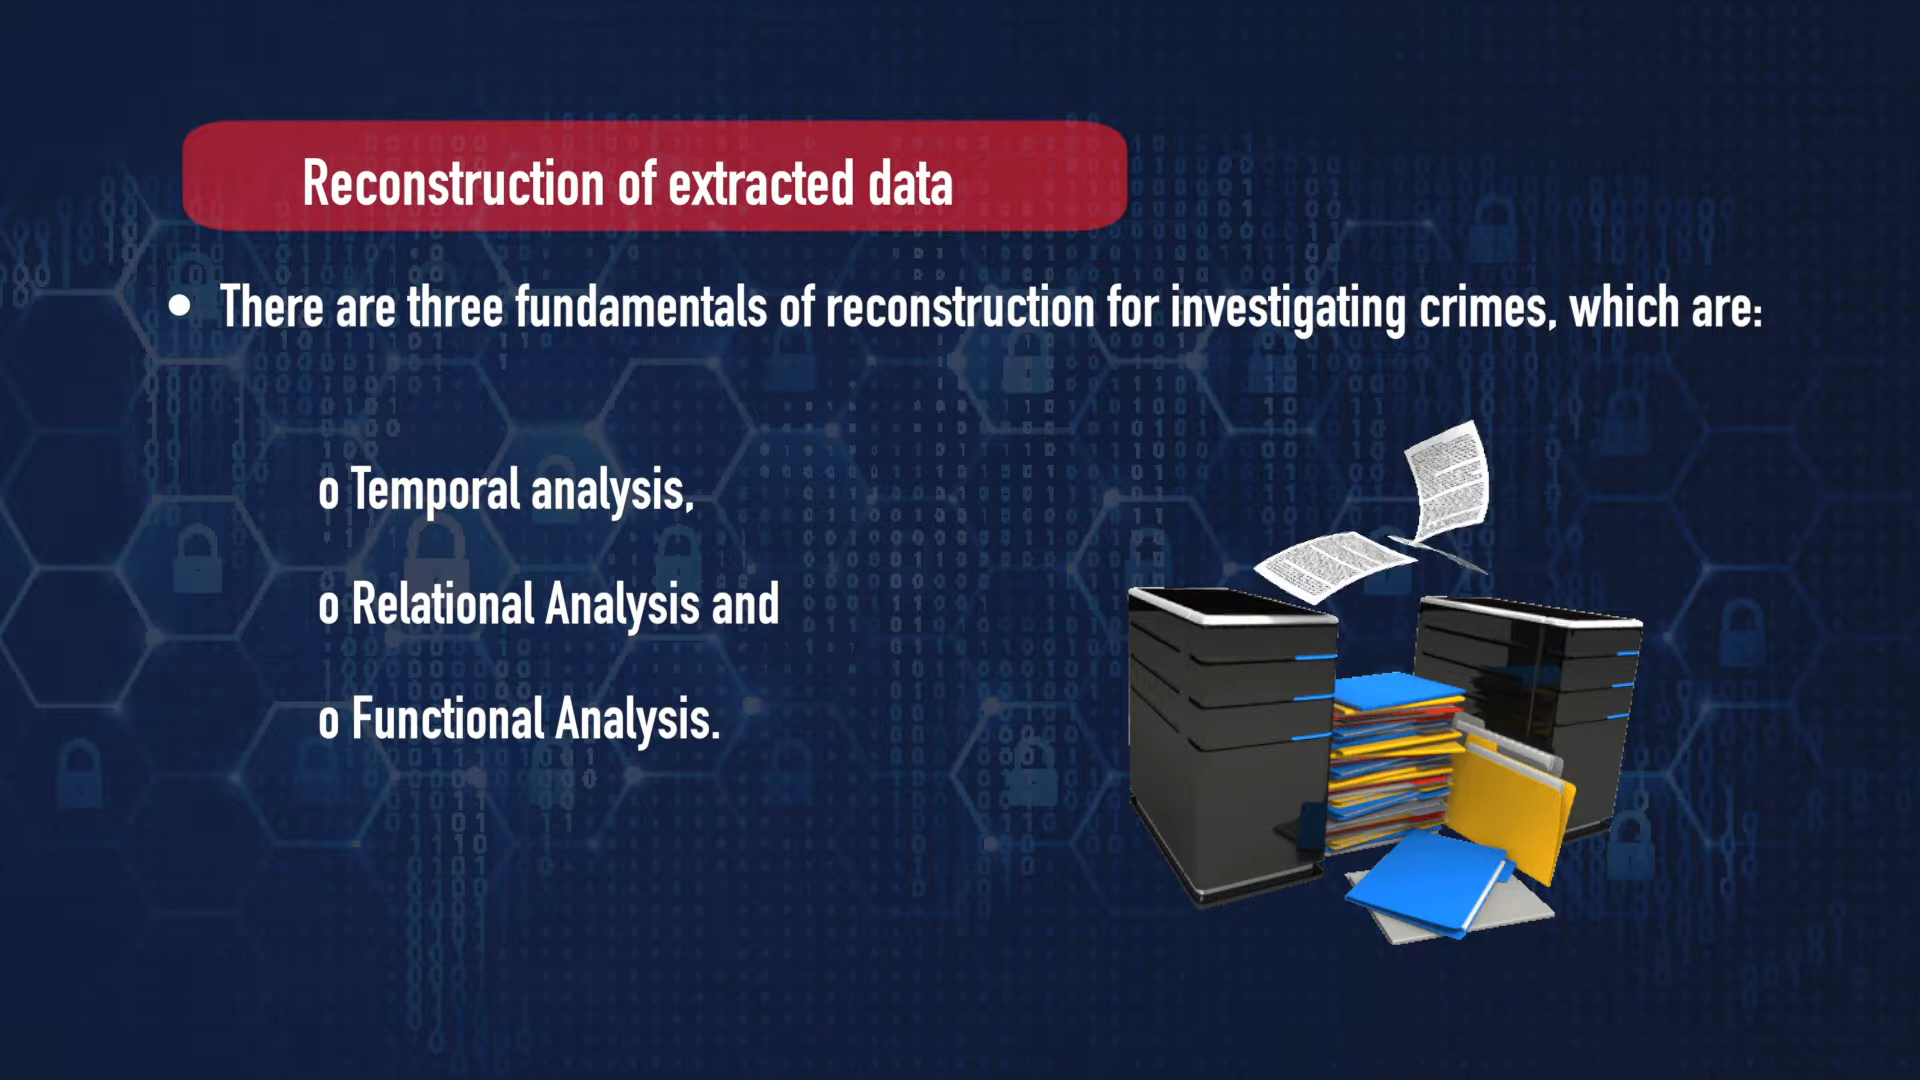 Reconstruction of extracted data
• There are three fundamentals of reconstruction for investigating crimes, which are:
o Temporal analysis,
o Relational Analysis and
o Functional Analysis.